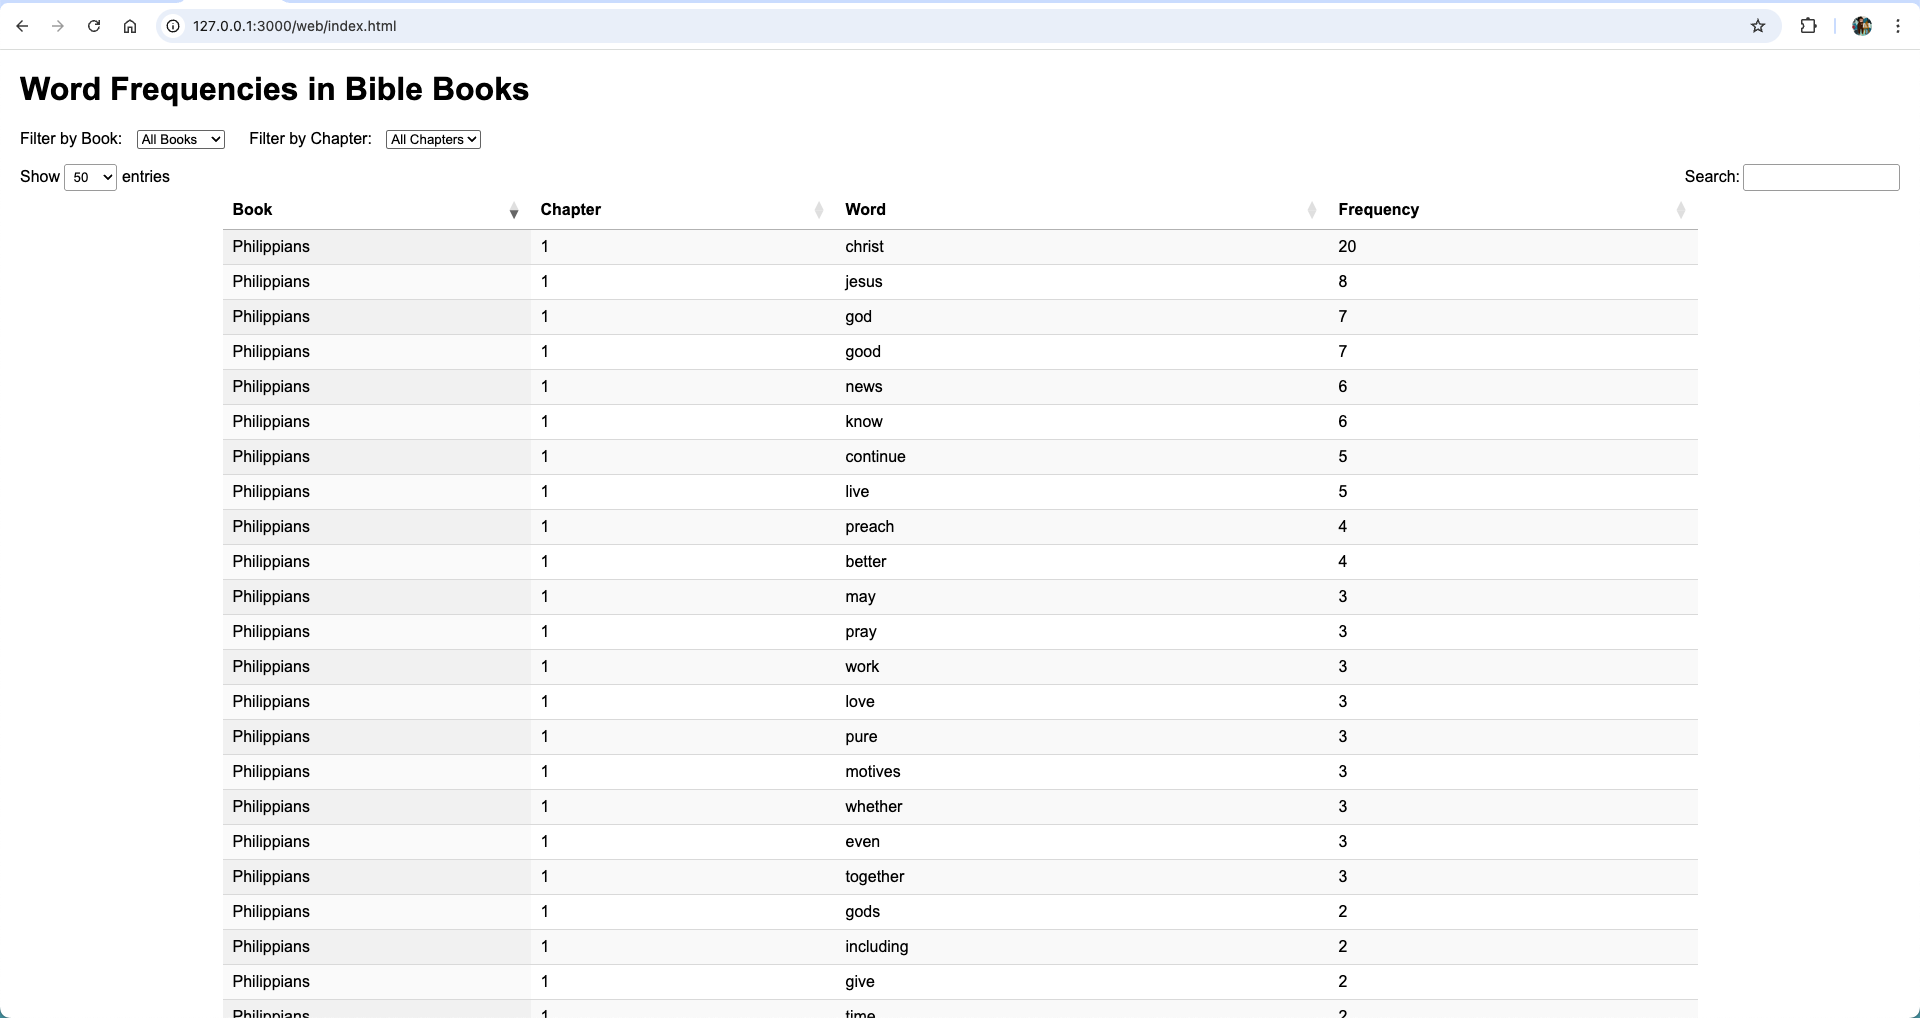 127.0.0.1:3000/web/index.html
Word Frequencies in Bible Books
Filter by Book: All Books Filter by Chapter: All Chapters
Show 50 entries Search:
Book Chapter Word Frequency
Philippians 1 christ 20
Philippians 1 jesus 8
Philippians 1 god 7
Philippians 1 good 7
Philippians 1 news 6
Philippians 1 know 6
Philippians 1 continue 5
Philippians 1 live 5
Philippians 1 preach 4
Philippians 1 better 4
Philippians 1 may 3
Philippians 1 pray 3
Philippians 1 work 3
Philippians 1 love 3
Philippians 1 pure 3
Philippians 1 motives 3
Philippians 1 whether 3
Philippians 1 even 3
Philippians 1 together 3
Philippians 1 gods 2
Philippians 1 including 2
Philippians 1 give 2
Philippians 1 time 2